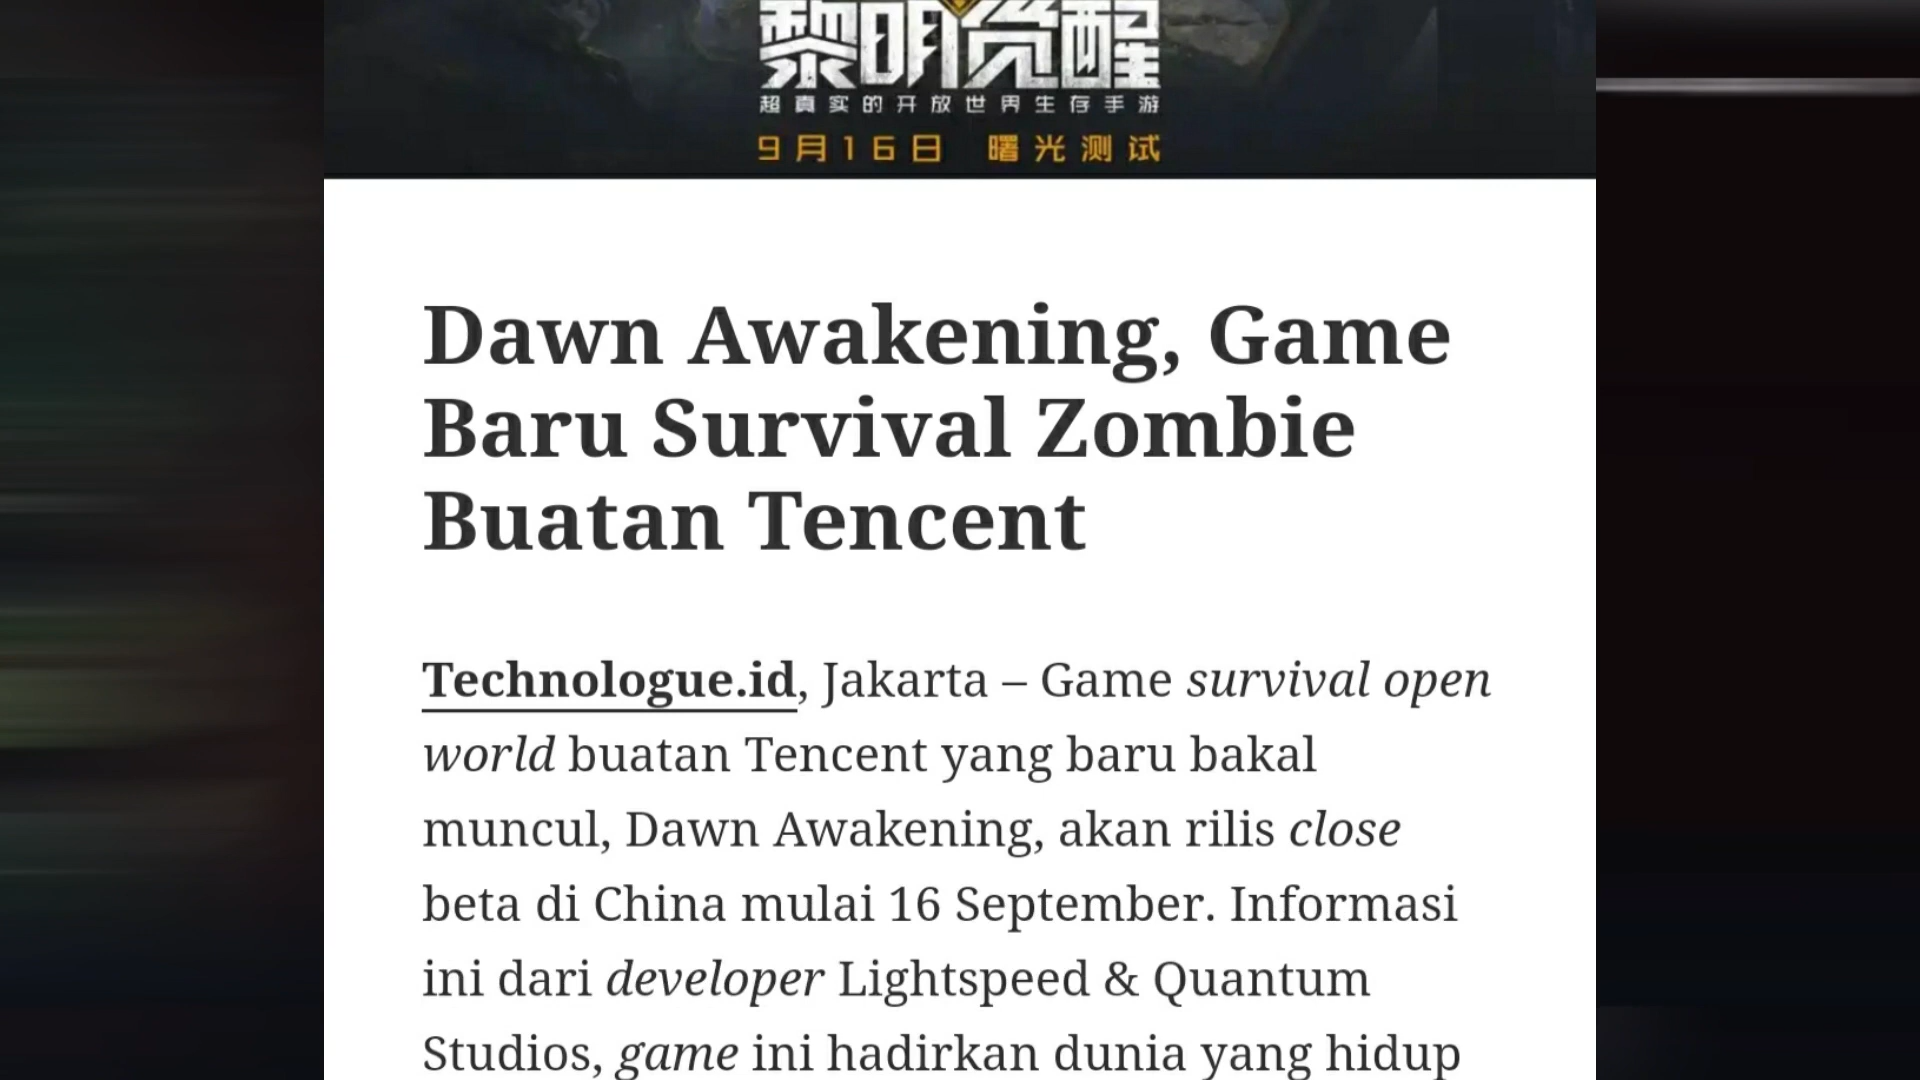 黎明觉醒
超真实的开放世界生存手游
9月16日 曙光测试
Dawn Awakening, Game
Baru Survival Zombie
Buatan Tencent
Technologue.id, Jakarta – Game survival open
world buatan Tencent yang baru bakal
muncul, Dawn Awakening, akan rilis close
beta di China mulai 16 September. Informasi
ini dari developer Lightspeed & Quantum
Studios, game ini hadirkan dunia yang hidup